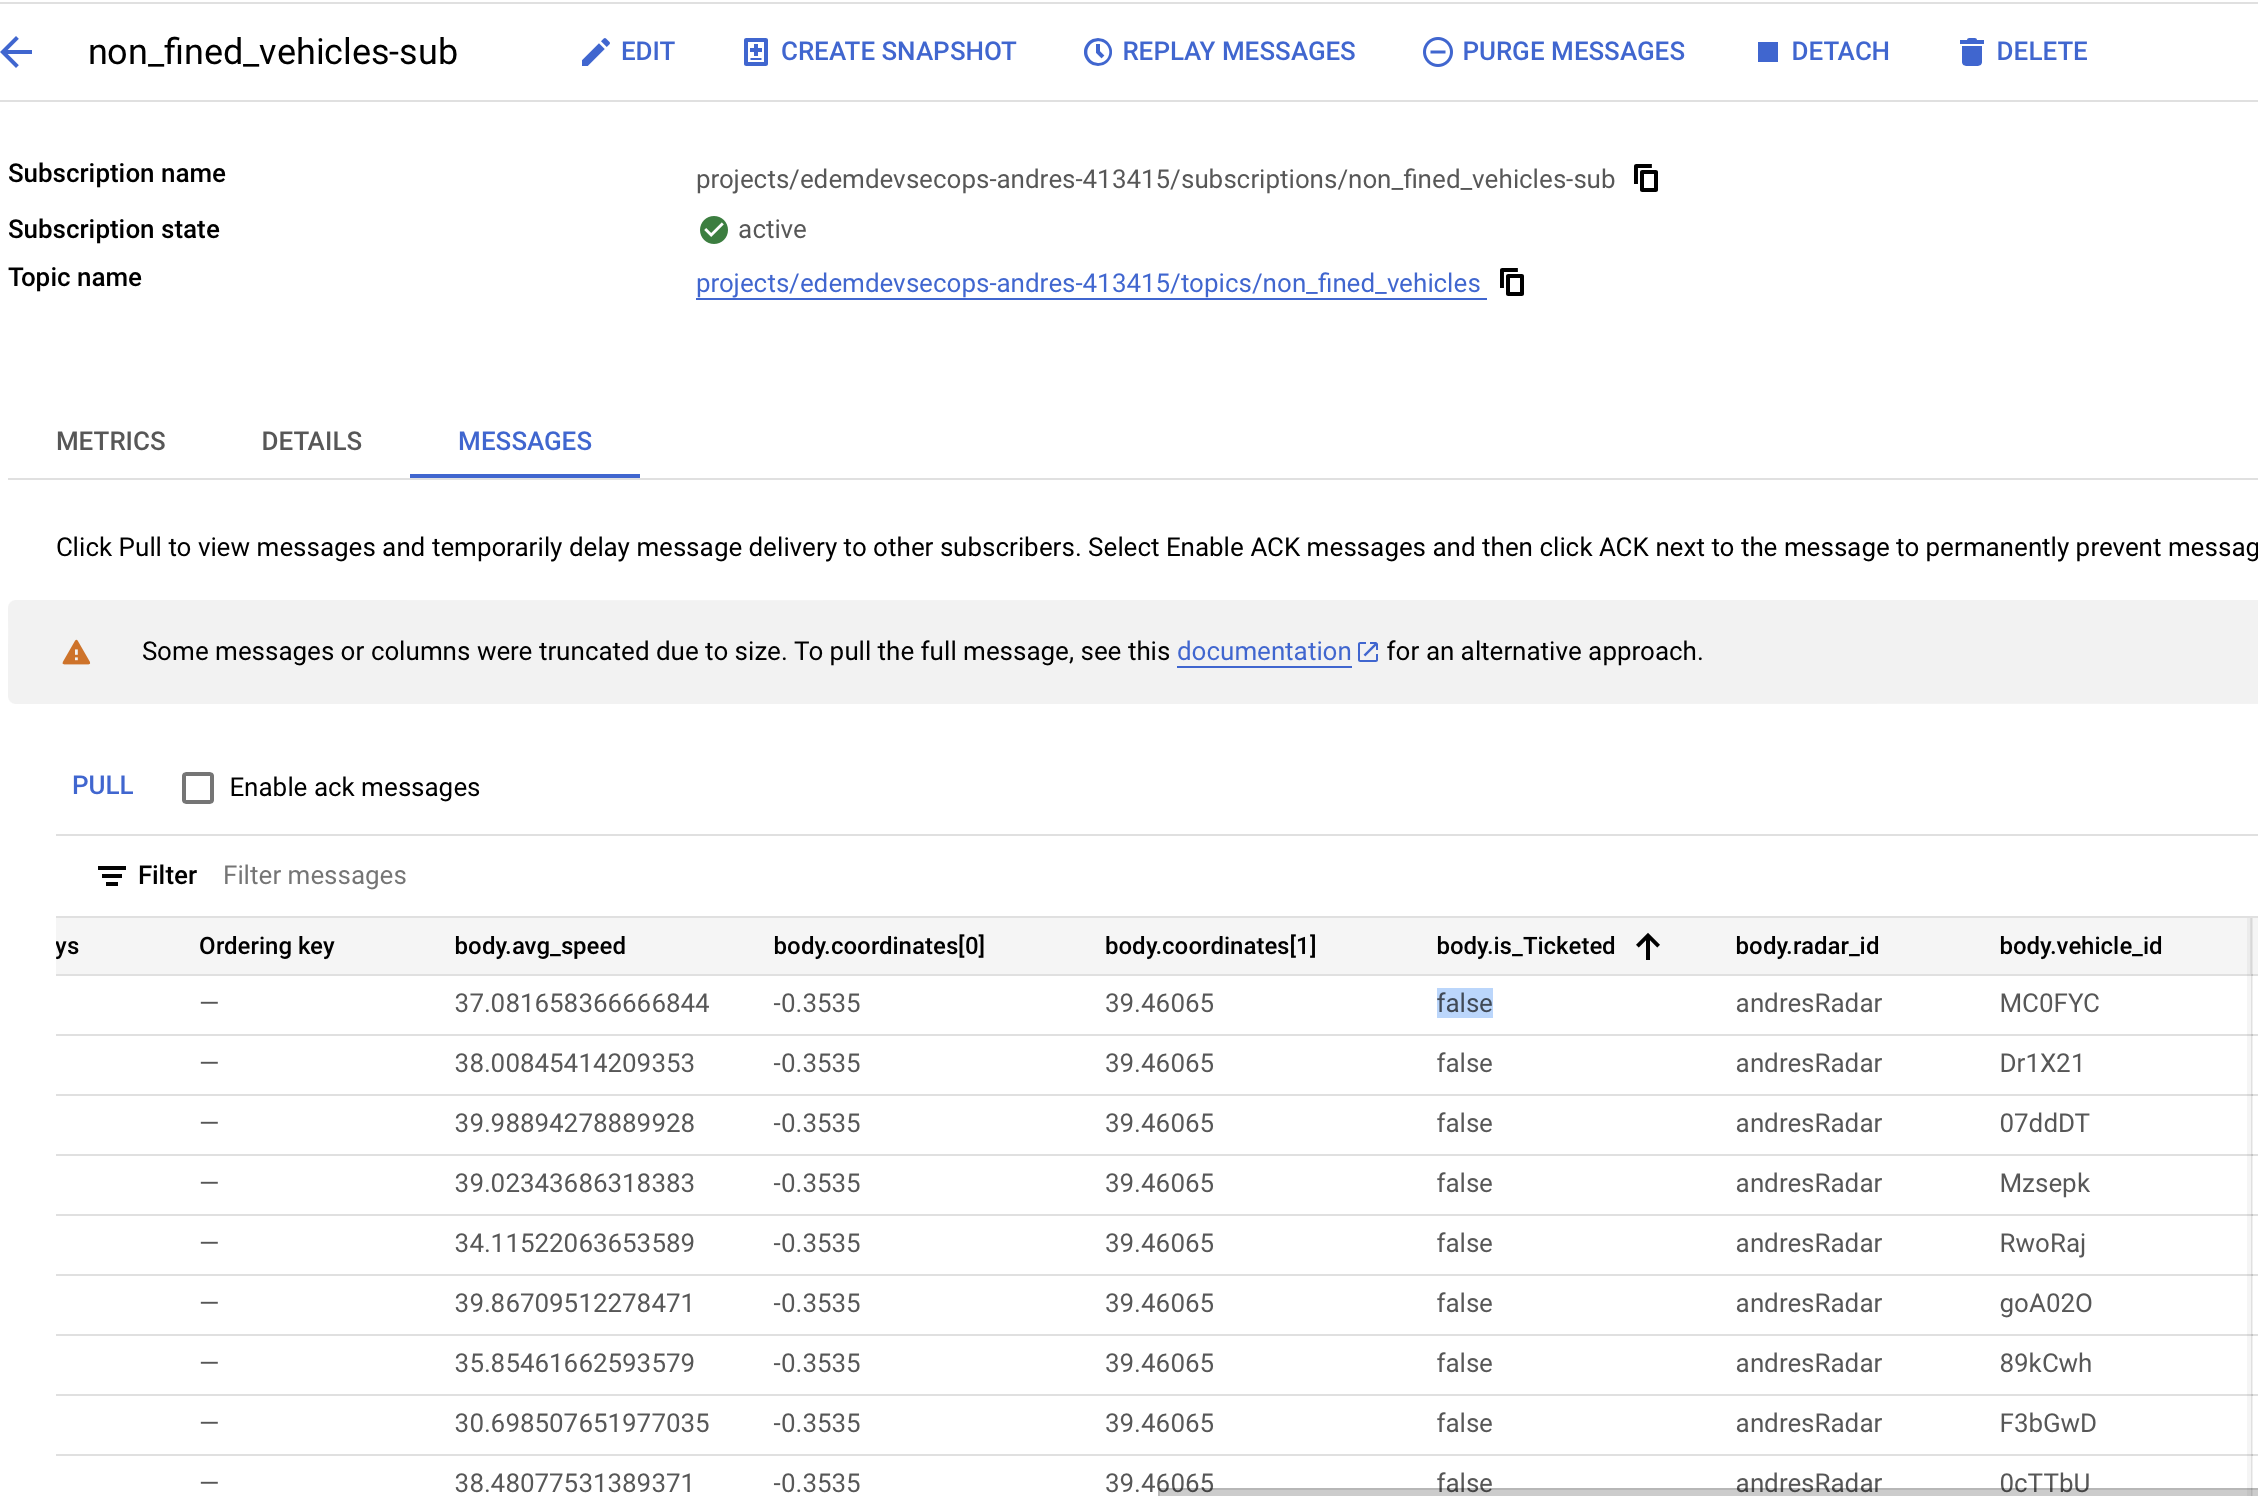 non_fined_vehicles-sub EDIT CREATE SNAPSHOT REPLAY MESSAGES PURGE MESSAGES DETACH DELETE
Subscription name projects/edemdevsecops-andres-413415/subscriptions/non_fined_vehicles-sub
Subscription state active
Topic name projects/edemdevsecops-andres-413415/topics/non_fined_vehicles
METRICS DETAILS MESSAGES
Click Pull to view messages and temporarily delay message delivery to other subscribers. Select Enable ACK messages and then click ACK next to the message to permanently prevent messag
Some messages or columns were truncated due to size. To pull the full message, see this documentation for an alternative approach.
PULL Enable ack messages
Filter Filter messages
ys Ordering key body.avg_speed body.coordinates[0] body.coordinates[1] body.is_Ticketed body.radar_id body.vehicle_id
— 37.081658366666844 -0.3535 39.46065 false andresRadar MC0FYC
— 38.00845414209353 -0.3535 39.46065 false andresRadar Dr1X21
— 39.98894278889928 -0.3535 39.46065 false andresRadar 07ddDT
— 39.02343686318383 -0.3535 39.46065 false andresRadar Mzsepk
— 34.11522063653589 -0.3535 39.46065 false andresRadar RwoRaj
— 39.86709512278471 -0.3535 39.46065 false andresRadar goA02O
— 35.85461662593579 -0.3535 39.46065 false andresRadar 89kCwh
— 30.698507651977035 -0.3535 39.46065 false andresRadar F3bGwD
— 38.48077531389371 -0.3535 39.46065 false andresRadar 0cTTbU